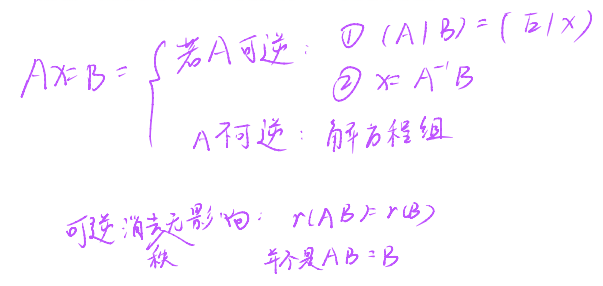 AX=B = { 若A可逆: ① (A|B)=(E|X)
② X=A⁻¹B
A不可逆: 解方程组
可逆消去无影响: r(AB)=r(B)
秩 并不是AB=B